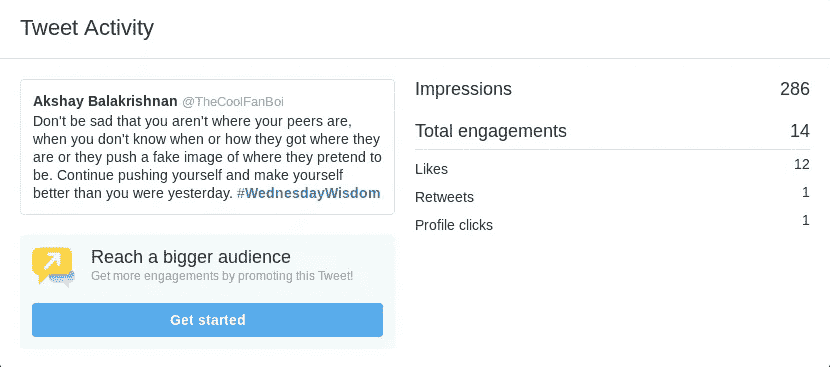 Tweet Activity
Akshay Balakrishnan @TheCoolFanBoi
Don't be sad that you aren't where your peers are,
when you don't know when or how they got where they
are or they push a fake image of where they pretend to
be. Continue pushing yourself and make yourself
better than you were yesterday. #WednesdayWisdom
Reach a bigger audience
Get more engagements by promoting this Tweet!
Get started
Impressions 286
Total engagements 14
Likes 12
Retweets 1
Profile clicks 1